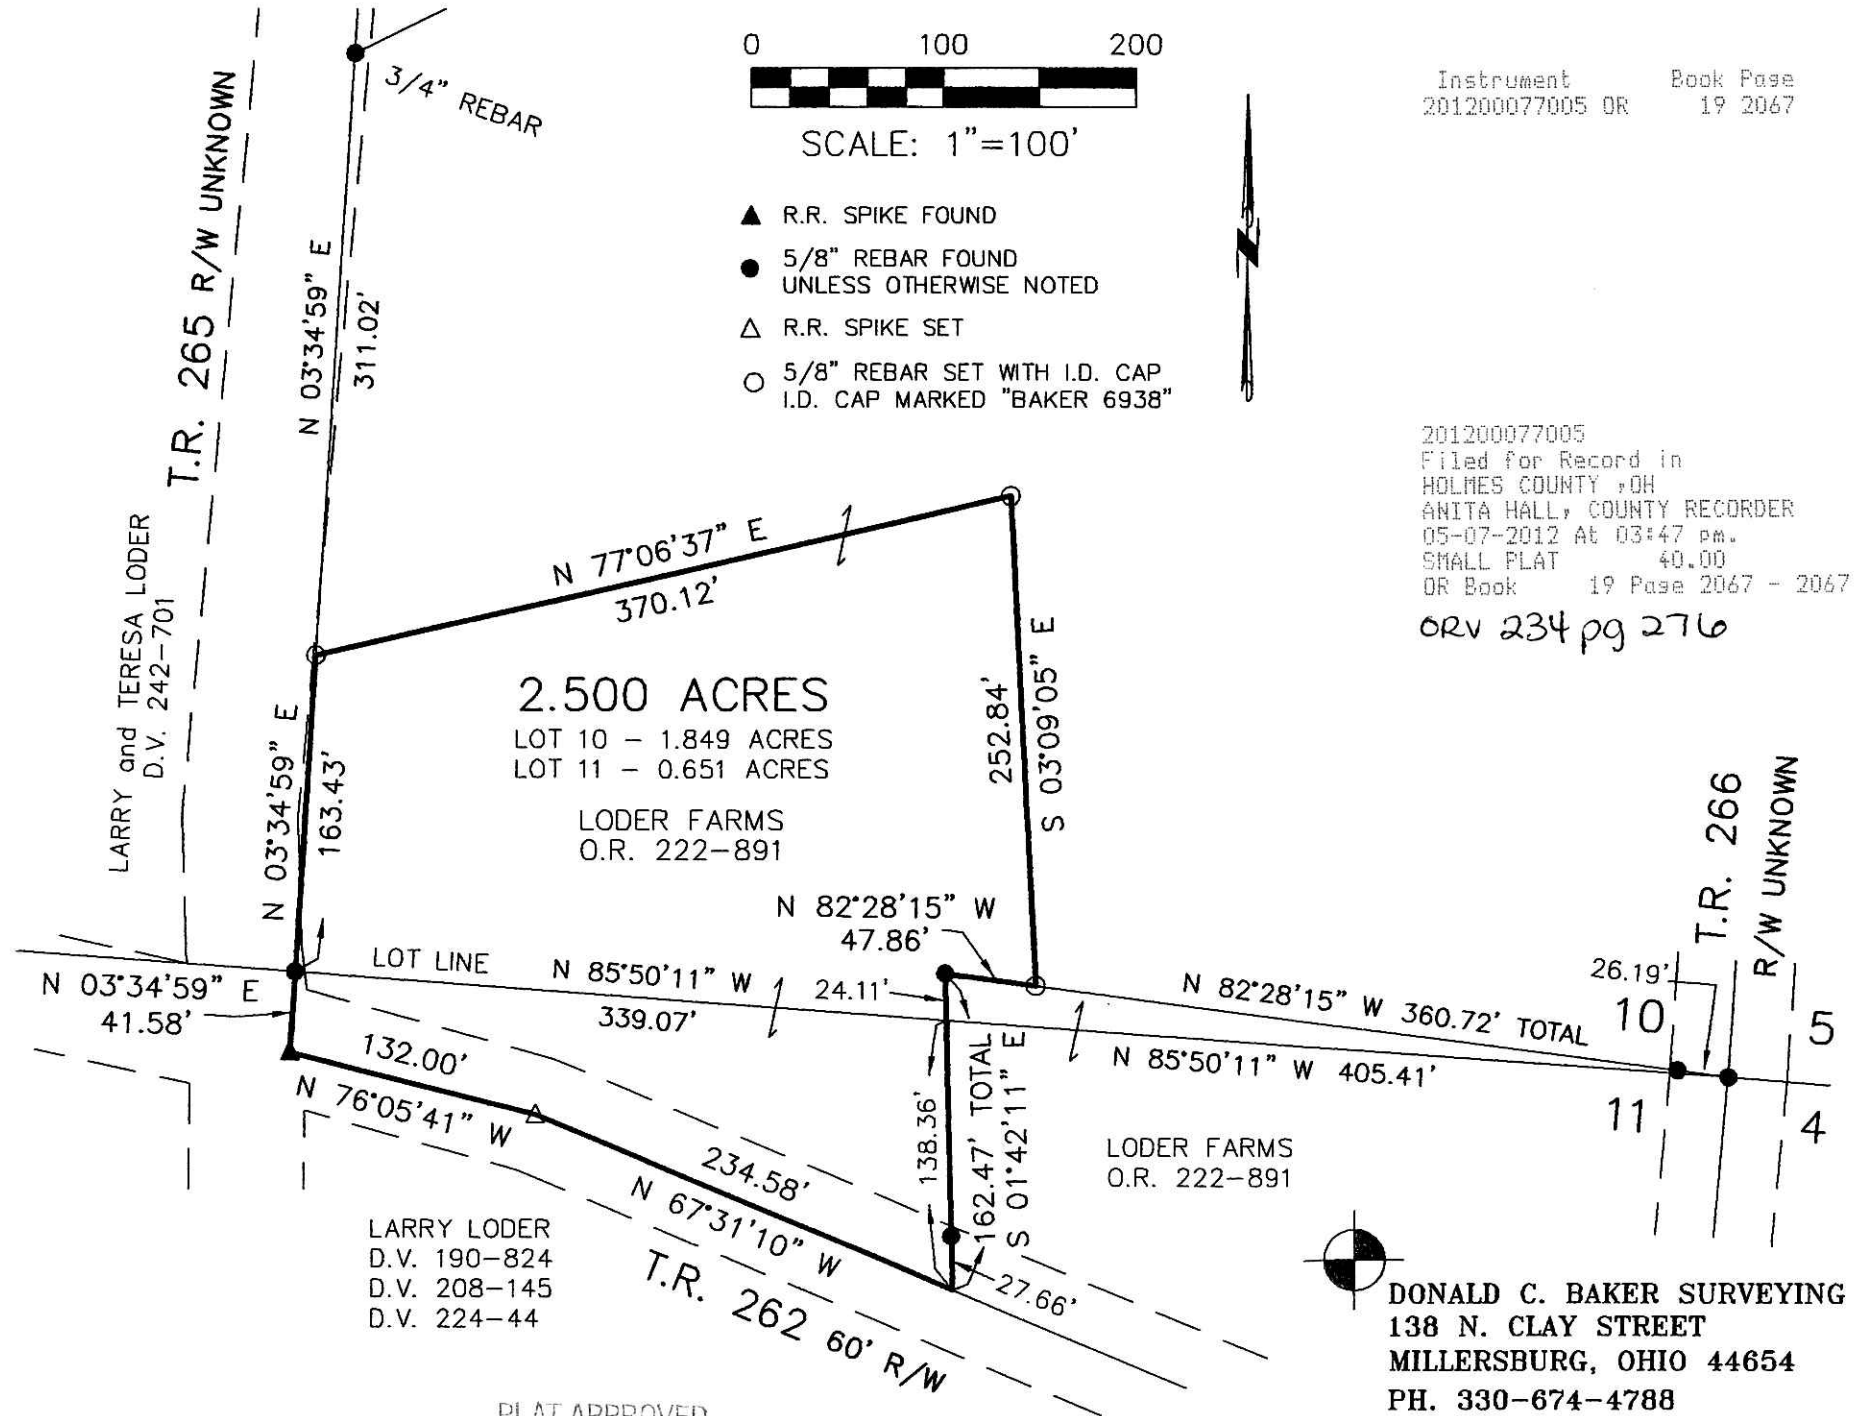 0 100 200
SCALE: 1"=100'
Instrument Book Page
201200077005 OR 19 2067
3/4" REBAR
T.R. 265 R/W UNKNOWN
N 03°34'59" E
311.02'
▲ R.R. SPIKE FOUND
● 5/8" REBAR FOUND
UNLESS OTHERWISE NOTED
△ R.R. SPIKE SET
○ 5/8" REBAR SET WITH I.D. CAP
I.D. CAP MARKED "BAKER 6938"
201200077005
Filed for Record in
HOLMES COUNTY ,OH
ANITA HALL, COUNTY RECORDER
05-07-2012 At 03:47 pm.
SMALL PLAT 40.00
OR Book 19 Page 2067 - 2067
ORV 234 pg 276
LARRY and TERESA LODER
D.V. 242-701
N 77°06'37" E
370.12'
2.500 ACRES
LOT 10 - 1.849 ACRES
LOT 11 - 0.651 ACRES
LODER FARMS
O.R. 222-891
252.84'
S 03°09'05" E
N 03°34'59" E
163.43'
N 82°28'15" W
47.86'
LOT LINE
N 85°50'11" W
339.07'
24.11'
N 03°34'59" E
41.58'
132.00'
N 76°05'41" W
234.58'
N 67°31'10" W
138.36'
162.47' TOTAL
S 01°42'11" E
27.66'
N 82°28'15" W 360.72' TOTAL
N 85°50'11" W 405.41'
26.19'
T.R. 266
R/W UNKNOWN
10
5
11
4
LODER FARMS
O.R. 222-891
LARRY LODER
D.V. 190-824
D.V. 208-145
D.V. 224-44
T.R. 262 60' R/W
DONALD C. BAKER SURVEYING
138 N. CLAY STREET
MILLERSBURG, OHIO 44654
PH. 330-674-4788
PLAT APPROVED